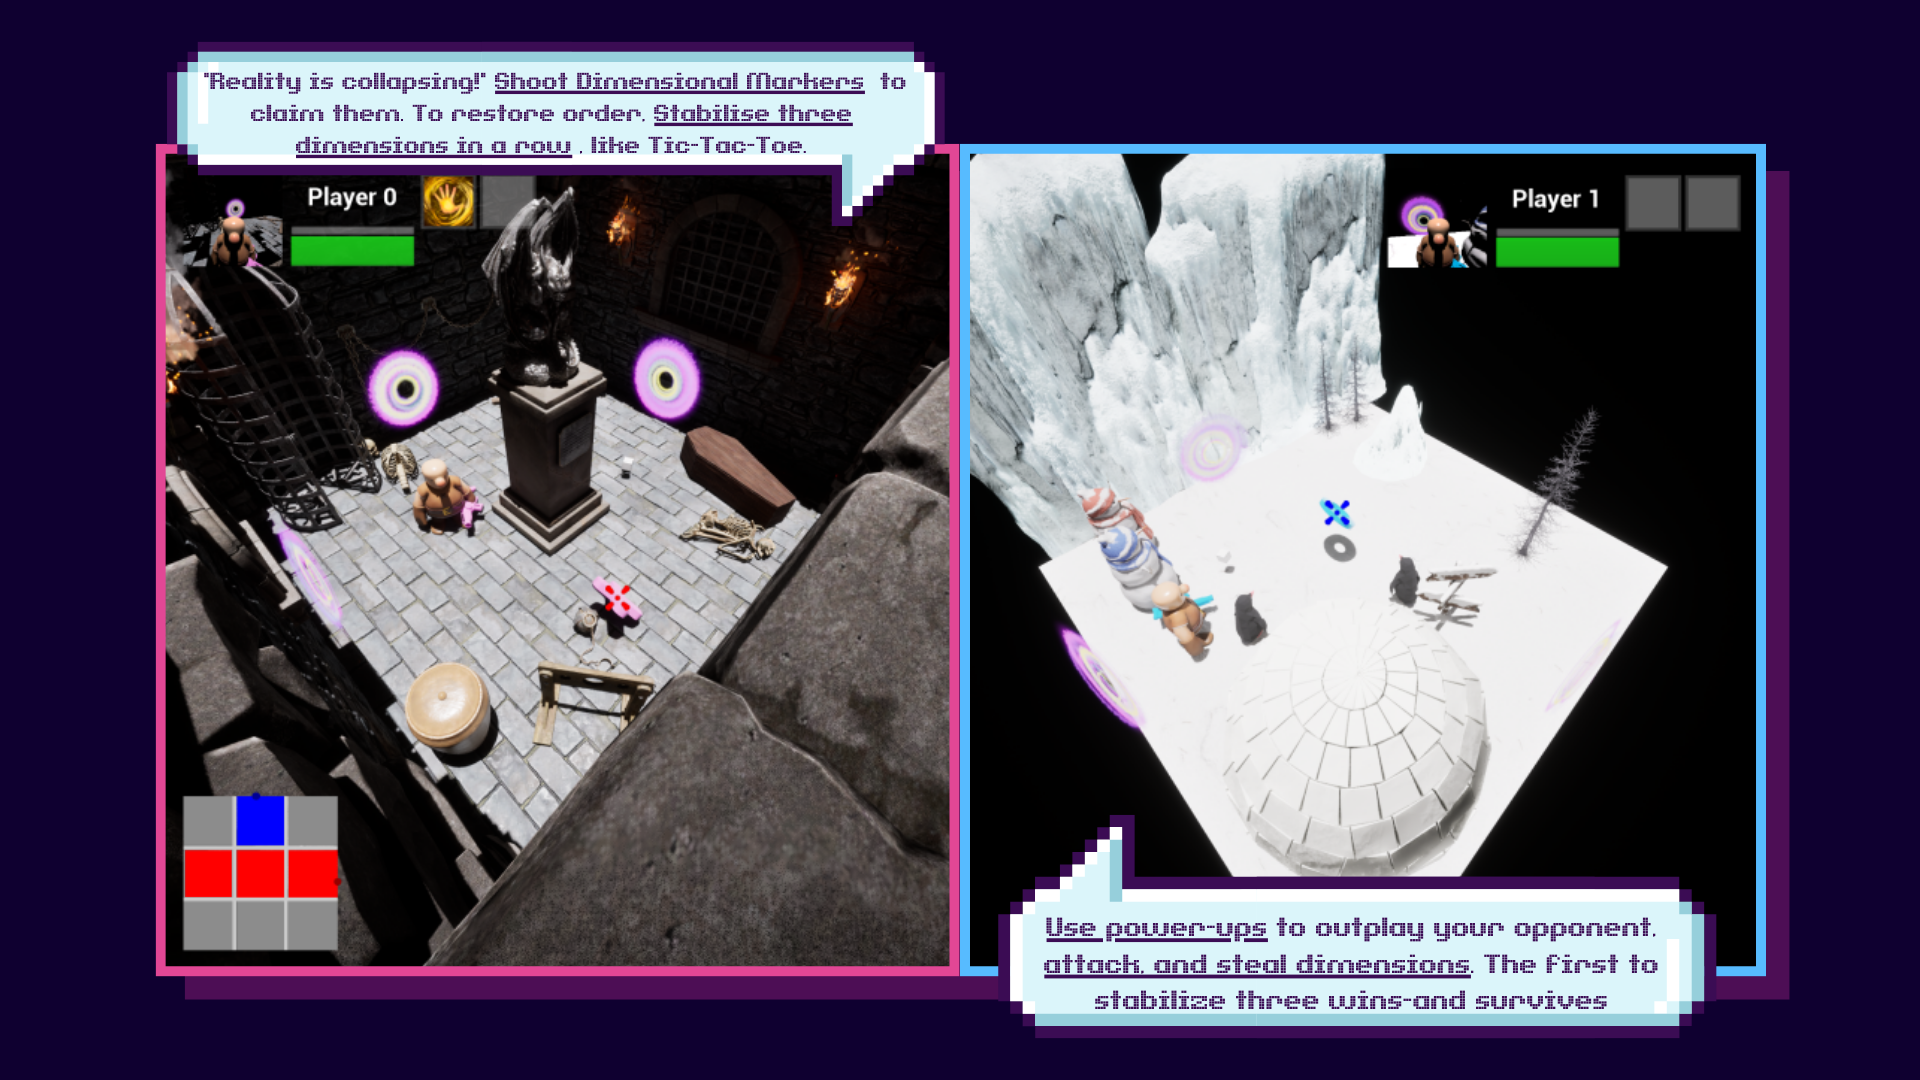 "Reality is collapsing!" Shoot Dimensional Markers to
claim them. To restore order, Stabilise three
dimensions in a row , like Tic-Tac-Toe.
Player 0
Player 1
Use power-ups to outplay your opponent,
attack, and steal dimensions. The first to
stabilize three wins-and survives